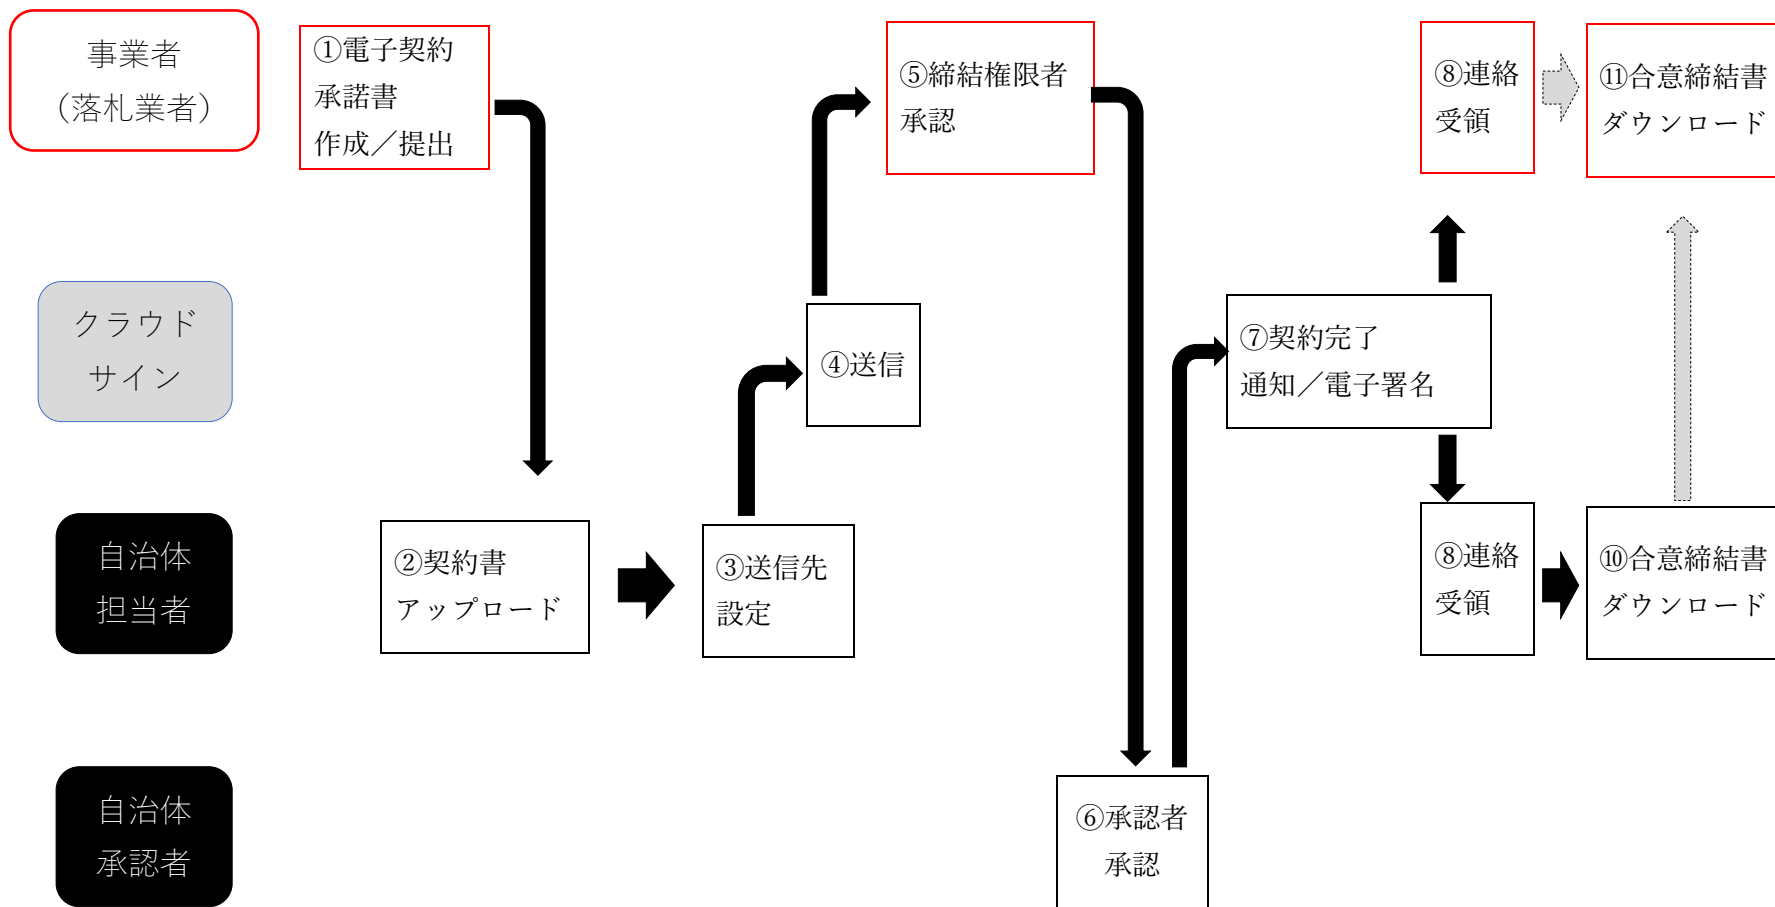 事業者
（落札業者）
①電子契約
承諾書
作成／提出
⑤締結権限者
承認
⑧連絡
受領
⑪合意締結書
ダウンロード
クラウド
サイン
④送信
⑦契約完了
通知／電子署名
自治体
担当者
②契約書
アップロード
③送信先
設定
⑧連絡
受領
⑩合意締結書
ダウンロード
自治体
承認者
⑥承認者
承認